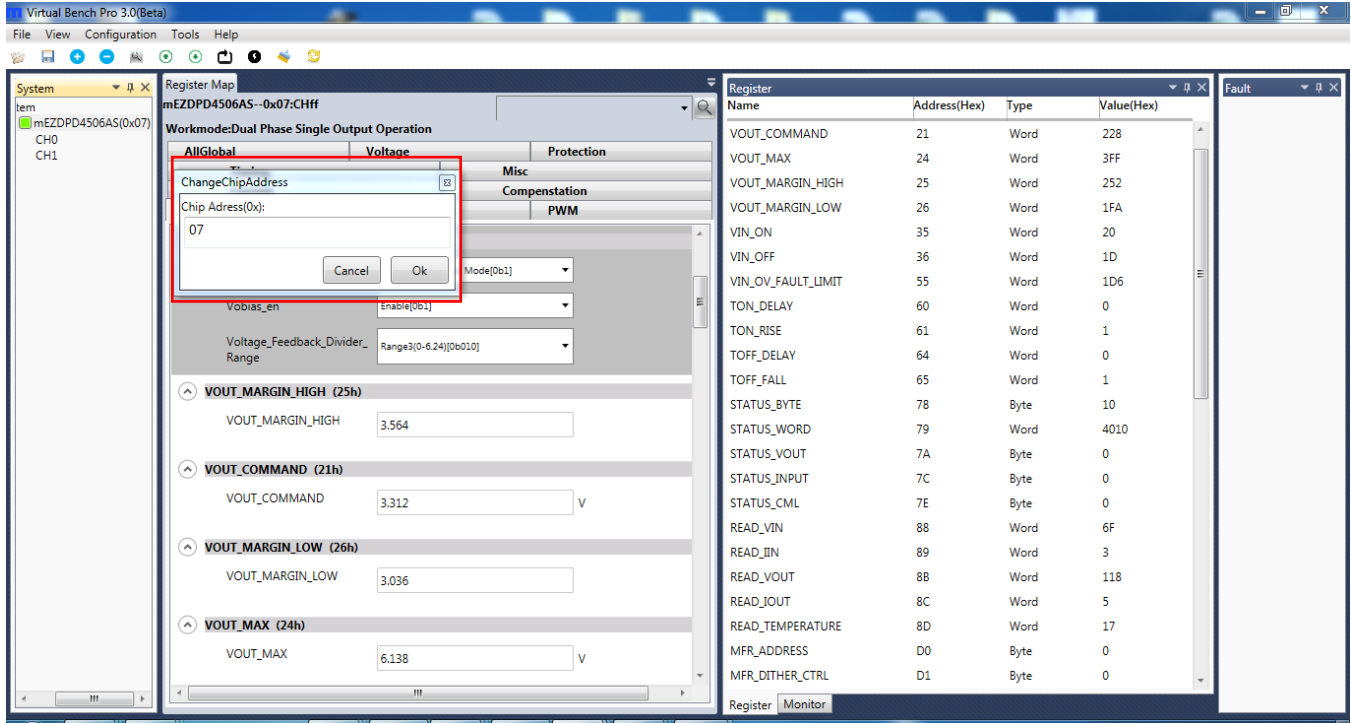 Virtual Bench Pro 3.0(Beta)
File View Configuration Tools Help
System
tem
mEZDPD4506AS(0x07)
CH0
CH1
Register Map
mEZDPD4506AS--0x07:CHff
Workmode:Dual Phase Single Output Operation
AllGlobal Voltage Protection
Misc
Compenstation
PWM
ChangeChipAddress
Chip Adress(0x):
07
Cancel Ok
Mode[0b1]
Vobias_en Enable[0b1]
Voltage_Feedback_Divider_
Range
Range3(0-6.24)[0b010]
VOUT_MARGIN_HIGH (25h)
VOUT_MARGIN_HIGH 3.564
VOUT_COMMAND (21h)
VOUT_COMMAND 3.312 V
VOUT_MARGIN_LOW (26h)
VOUT_MARGIN_LOW 3.036
VOUT_MAX (24h)
VOUT_MAX 6.138 V
Register
Name Address(Hex) Type Value(Hex)
VOUT_COMMAND 21 Word 228
VOUT_MAX 24 Word 3FF
VOUT_MARGIN_HIGH 25 Word 252
VOUT_MARGIN_LOW 26 Word 1FA
VIN_ON 35 Word 20
VIN_OFF 36 Word 1D
VIN_OV_FAULT_LIMIT 55 Word 1D6
TON_DELAY 60 Word 0
TON_RISE 61 Word 1
TOFF_DELAY 64 Word 0
TOFF_FALL 65 Word 1
STATUS_BYTE 78 Byte 10
STATUS_WORD 79 Word 4010
STATUS_VOUT 7A Byte 0
STATUS_INPUT 7C Byte 0
STATUS_CML 7E Byte 0
READ_VIN 88 Word 6F
READ_IIN 89 Word 3
READ_VOUT 8B Word 118
READ_IOUT 8C Word 5
READ_TEMPERATURE 8D Word 17
MFR_ADDRESS D0 Byte 0
MFR_DITHER_CTRL D1 Byte 0
Register Monitor
Fault